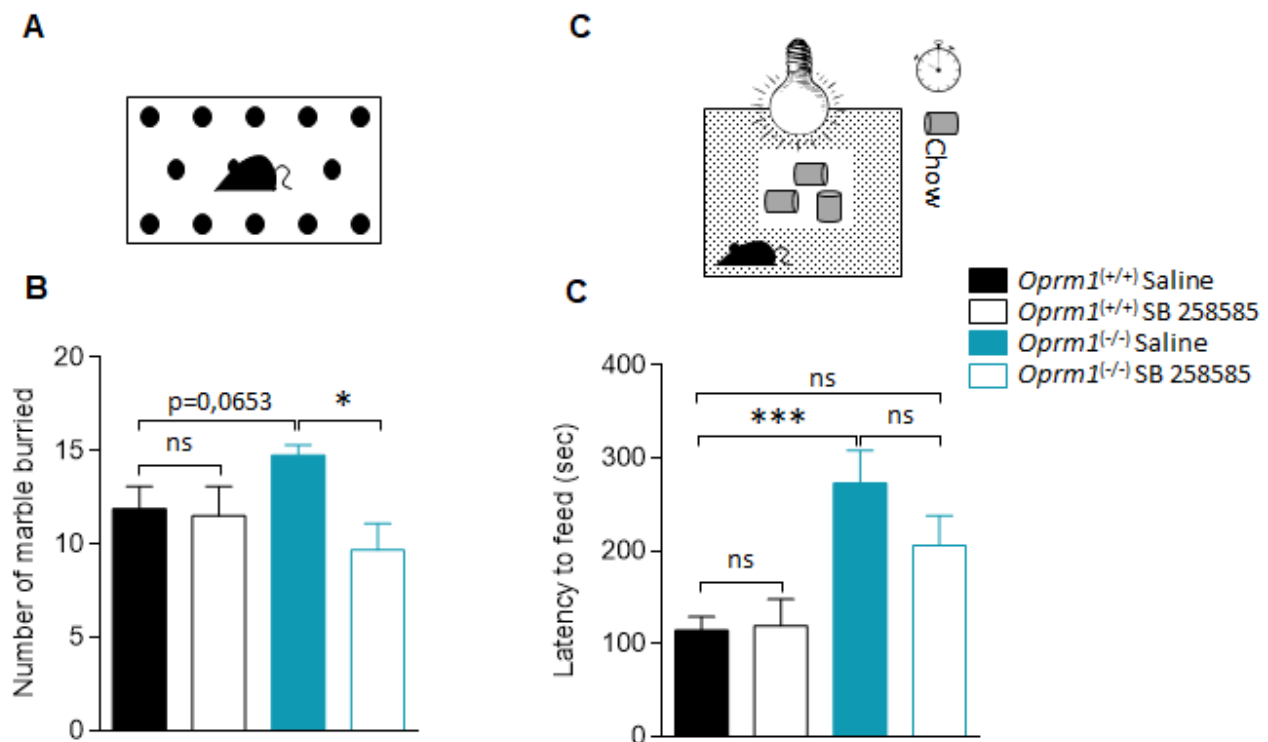 A
C
Chow
B
C
Oprm1(+/+) Saline
Oprm1(+/+) SB 258585
Oprm1(-/-) Saline
Oprm1(-/-) SB 258585
Number of marble burried
20
15
10
5
0
p=0,0653
*
ns
Latency to feed (sec)
400
300
200
100
0
ns
***
ns
ns